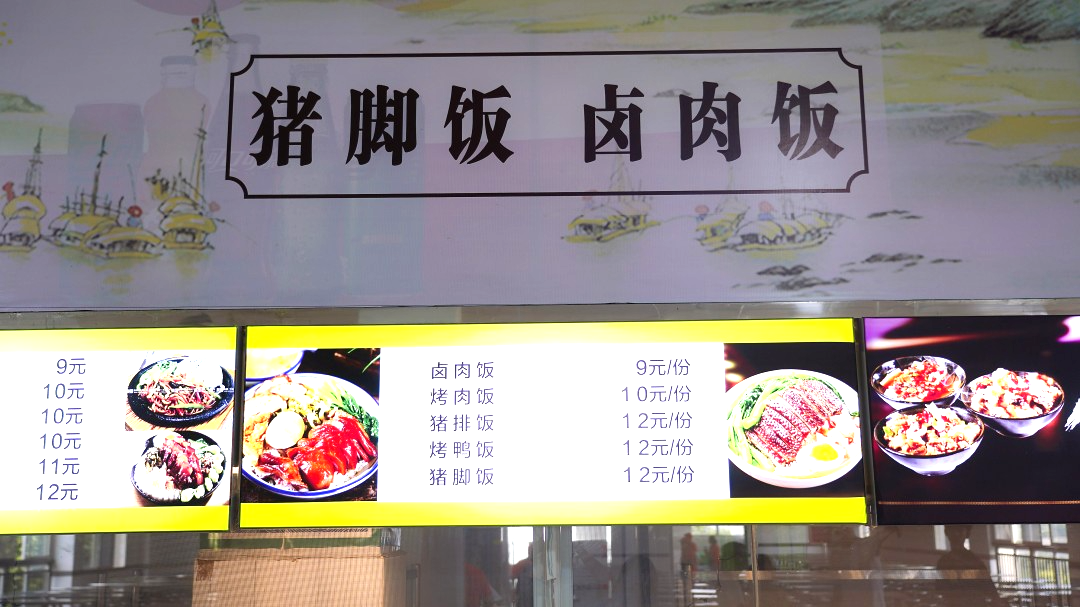 猪脚饭 卤肉饭
9元
10元
10元
10元
11元
12元
卤肉饭 9元/份
烤肉饭 10元/份
猪排饭 12元/份
烤鸭饭 12元/份
猪脚饭 12元/份